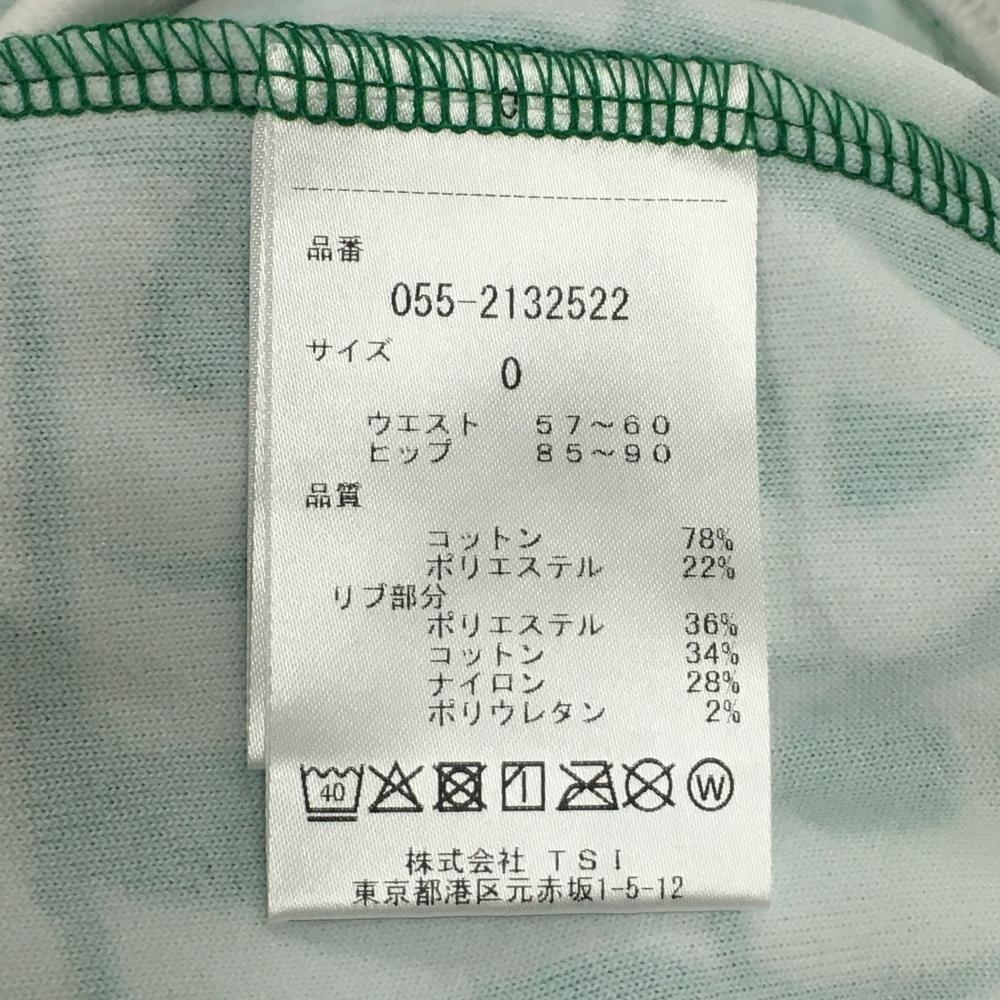 品番
055-2132522
サイズ
0
ウエスト 57～60
ヒップ 85～90
品質
コットン 78%
ポリエステル 22%
リブ部分
ポリエステル 36%
コットン 34%
ナイロン 28%
ポリウレタン 2%
40 W
株式会社 TSI
東京都港区元赤坂1-5-12